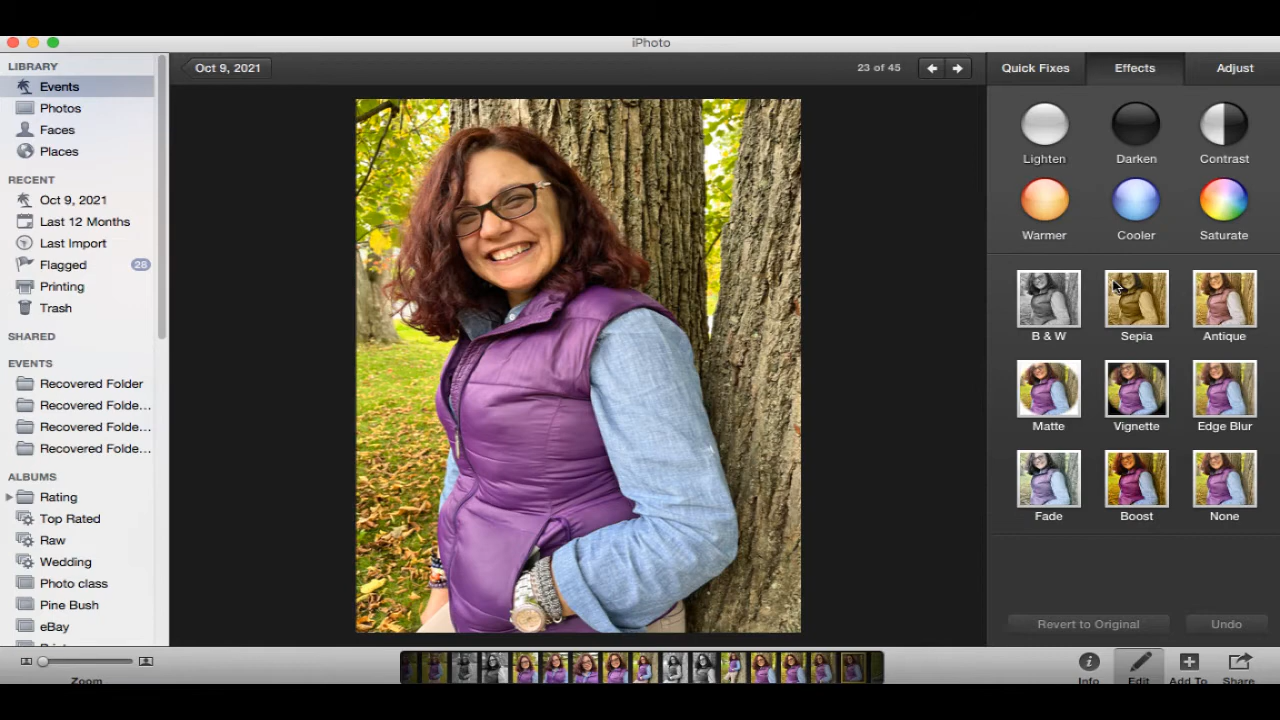 iPhoto
LIBRARY
Events
Photos
Faces
Places
RECENT
Oct 9, 2021
Last 12 Months
Last Import
Flagged 28
Printing
Trash
SHARED
EVENTS
Recovered Folder
Recovered Folde...
Recovered Folde...
Recovered Folde...
ALBUMS
Rating
Top Rated
Raw
Wedding
Photo class
Pine Bush
eBay
Oct 9, 2021
23 of 45
Quick Fixes Effects Adjust
Lighten Darken Contrast
Warmer Cooler Saturate
B & W Sepia Antique
Matte Vignette Edge Blur
Fade Boost None
Revert to Original Undo
Zoom
Info Edit Add To Share